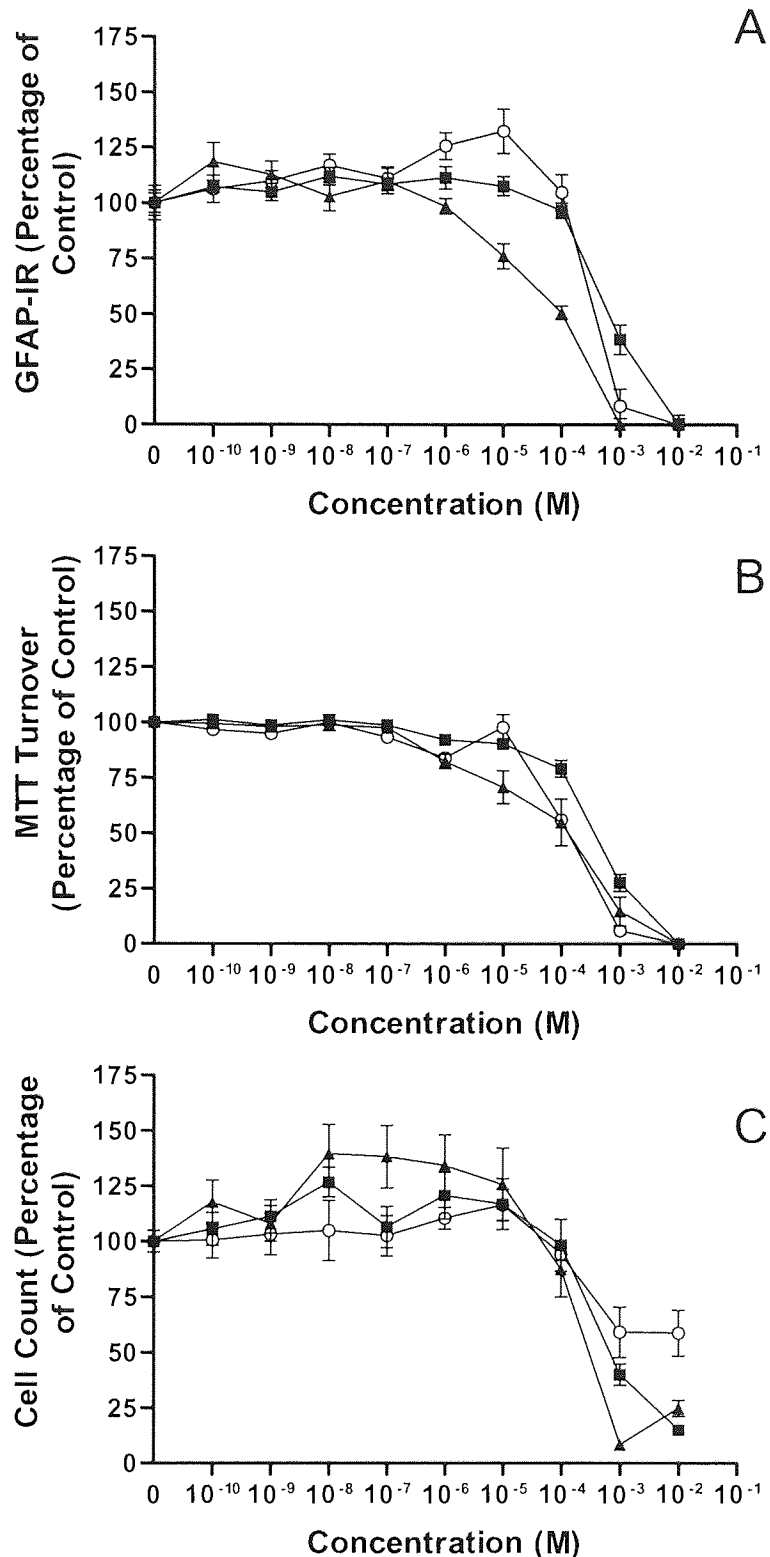 A
GFAP-IR (Percentage of
Control)
175
150
125
100
75
50
25
0
0 10⁻¹⁰ 10⁻⁹ 10⁻⁸ 10⁻⁷ 10⁻⁶ 10⁻⁵ 10⁻⁴ 10⁻³ 10⁻² 10⁻¹
Concentration (M)
B
MTT Turnover
(Percentage of Control)
175
150
125
100
75
50
25
0
0 10⁻¹⁰ 10⁻⁹ 10⁻⁸ 10⁻⁷ 10⁻⁶ 10⁻⁵ 10⁻⁴ 10⁻³ 10⁻² 10⁻¹
Concentration (M)
C
Cell Count (Percentage
of Control)
175
150
125
100
75
50
25
0
0 10⁻¹⁰ 10⁻⁹ 10⁻⁸ 10⁻⁷ 10⁻⁶ 10⁻⁵ 10⁻⁴ 10⁻³ 10⁻² 10⁻¹
Concentration (M)